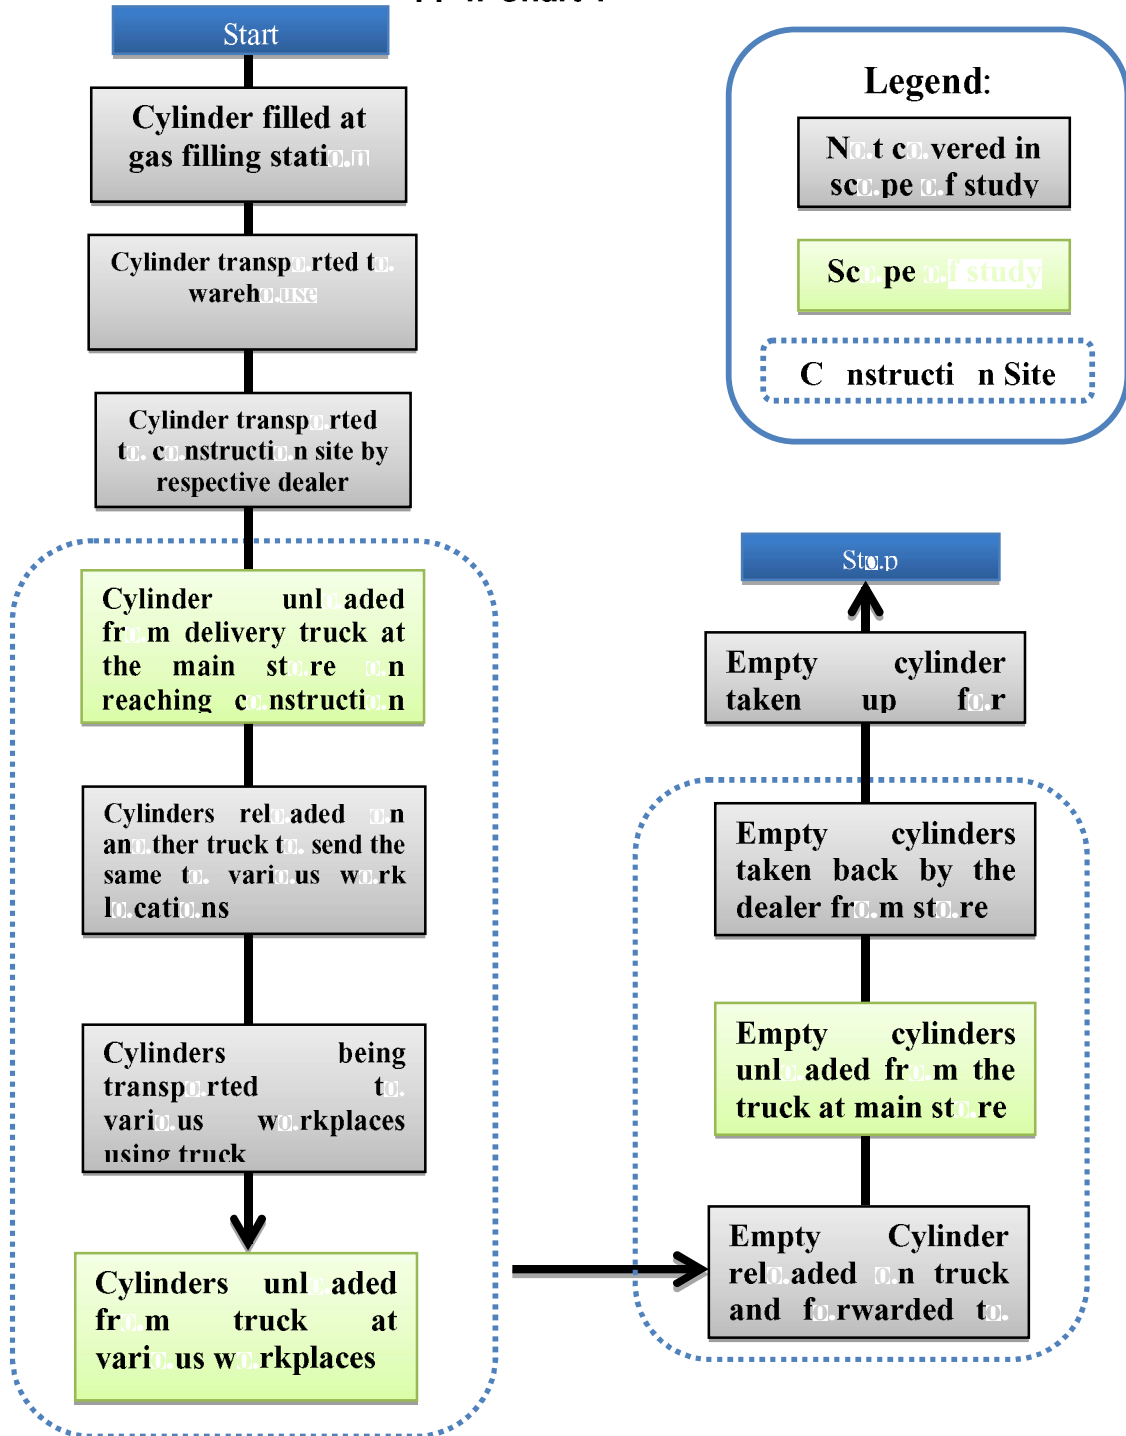 Start
Cylinder filled at
gas filling station
Cylinder transported to
warehouse
Cylinder transported
to construction site by
respective dealer
Cylinder unloaded
from delivery truck at
the main store on
reaching construction
Cylinders reloaded on
another truck to send the
same to various work
locations
Cylinders being
transported to
various workplaces
using truck
Cylinders unloaded
from truck at
various workplaces
Legend:
Not covered in
scope of study
Scope of study
Construction Site
Stop
Empty cylinder
taken up for
Empty cylinders
taken back by the
dealer from store
Empty cylinders
unloaded from the
truck at main store
Empty Cylinder
reloaded on truck
and forwarded to